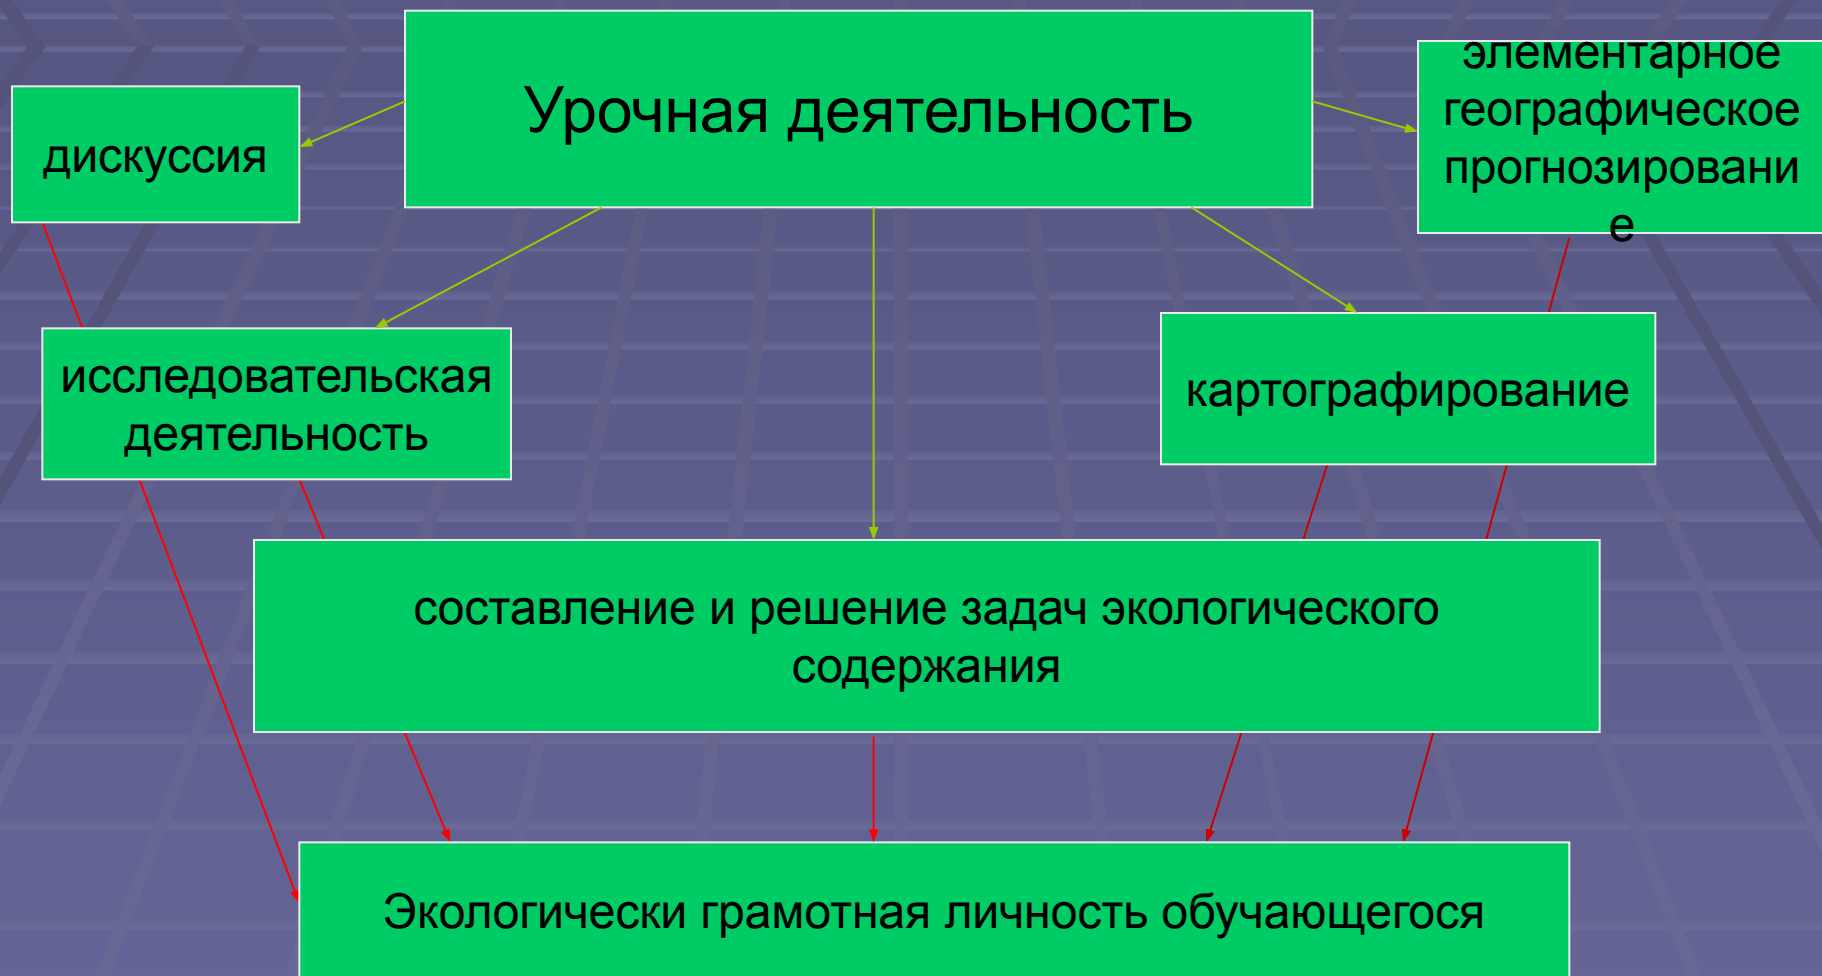 Урочная деятельность
дискуссия
элементарное
географическое
прогнозировани
е
исследовательская
деятельность
картографирование
составление и решение задач экологического
содержания
Экологически грамотная личность обучающегося